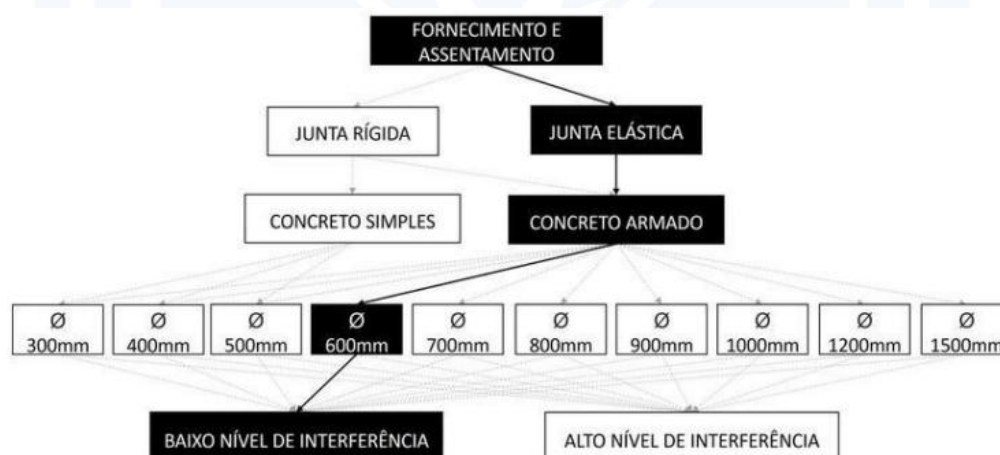 FORNECIMENTO E
ASSENTAMENTO
JUNTA RÍGIDA
JUNTA ELÁSTICA
CONCRETO SIMPLES
CONCRETO ARMADO
Ø
300mm
Ø
400mm
Ø
500mm
Ø
600mm
Ø
700mm
Ø
800mm
Ø
900mm
Ø
1000mm
Ø
1200mm
Ø
1500mm
BAIXO NÍVEL DE INTERFERÊNCIA
ALTO NÍVEL DE INTERFERÊNCIA